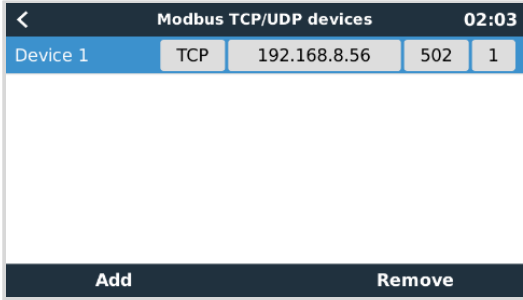 Modbus TCP/UDP devices 02:03
Device 1 TCP 192.168.8.56 502 1
Add Remove